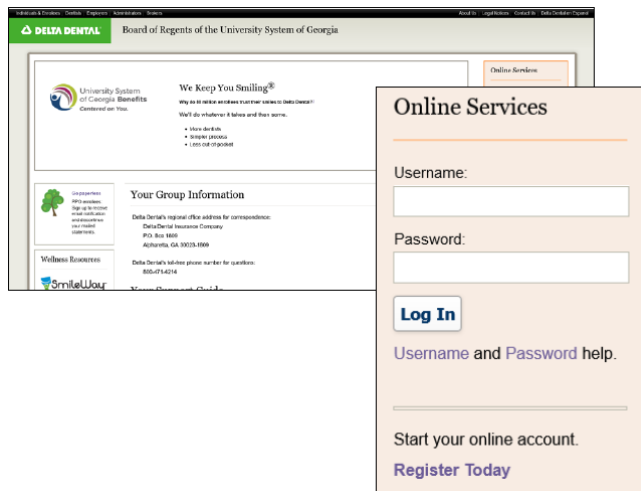 Individuals & Enrollees Dentists Employers Administrators Brokers
About Us Legal Notices Contact Us Delta Dental en Español
DELTA DENTAL
Board of Regents of the University System of Georgia
Online Services
University System
of Georgia Benefits
Centered on You.
We Keep You Smiling®
Why do 60 million enrollees trust their smiles to Delta Dental?
We'll do whatever it takes and then some.
• More dentists
• Simpler process
• Less out of pocket
Go paperless
PPO enrollees:
Sign up to receive
email notification
and discontinue
your mailed
statements.
Your Group Information
Delta Dental's regional office address for correspondence:
Delta Dental Insurance Company
P.O. Box 1809
Alpharetta, GA 30023-1809
Delta Dental's toll-free phone number for questions:
800-471-4214
Wellness Resources
SmileWay
Your Support Guide
Online Services
Username:
Password:
Log In
Username and Password help.
Start your online account.
Register Today